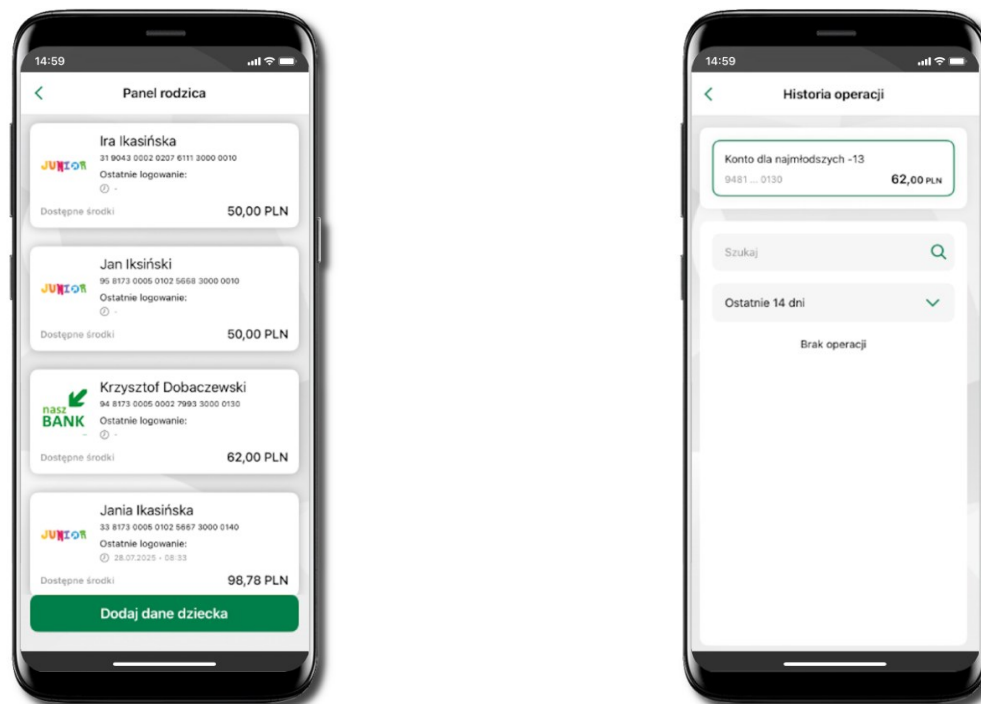 14:59
Panel rodzica
JUNIOR
Ira Ikasińska
31 9043 0002 0207 6111 3000 0010
Ostatnie logowanie:
-
Dostępne środki 50,00 PLN
JUNIOR
Jan Iksiński
95 8173 0005 0102 5668 3000 0010
Ostatnie logowanie:
-
Dostępne środki 50,00 PLN
nasz
BANK
Krzysztof Dobaczewski
94 8173 0005 0002 7993 3000 0130
Ostatnie logowanie:
- -
Dostępne środki 62,00 PLN
JUNIOR
Jania Ikasińska
33 8173 0005 0102 5667 3000 0140
Ostatnie logowanie:
28.07.2025 - 08:33
Dostępne środki 98,78 PLN
Dodaj dane dziecka
14:59
Historia operacji
Konto dla najmłodszych -13
9481 ... 0130 62,00 PLN
Szukaj
Ostatnie 14 dni
Brak operacji